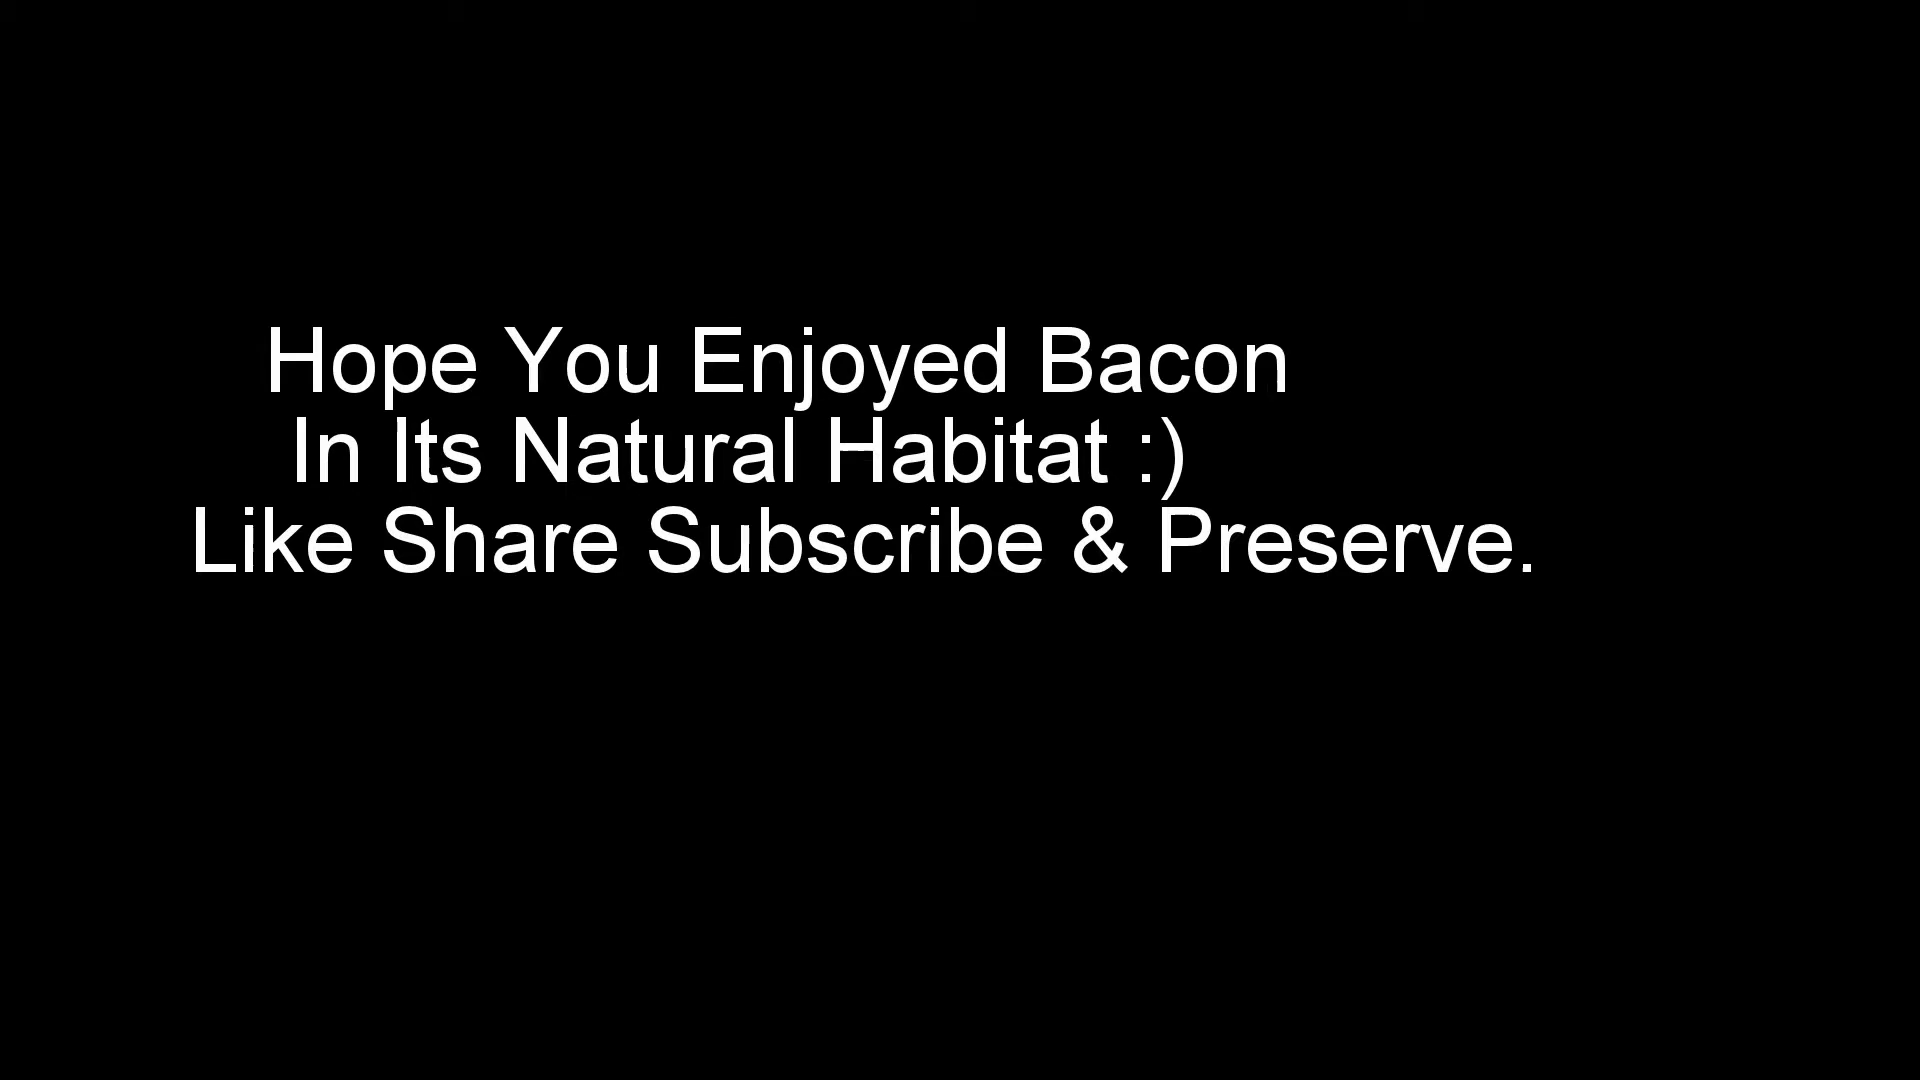 Hope You Enjoyed Bacon
In Its Natural Habitat :)
Like Share Subscribe & Preserve.